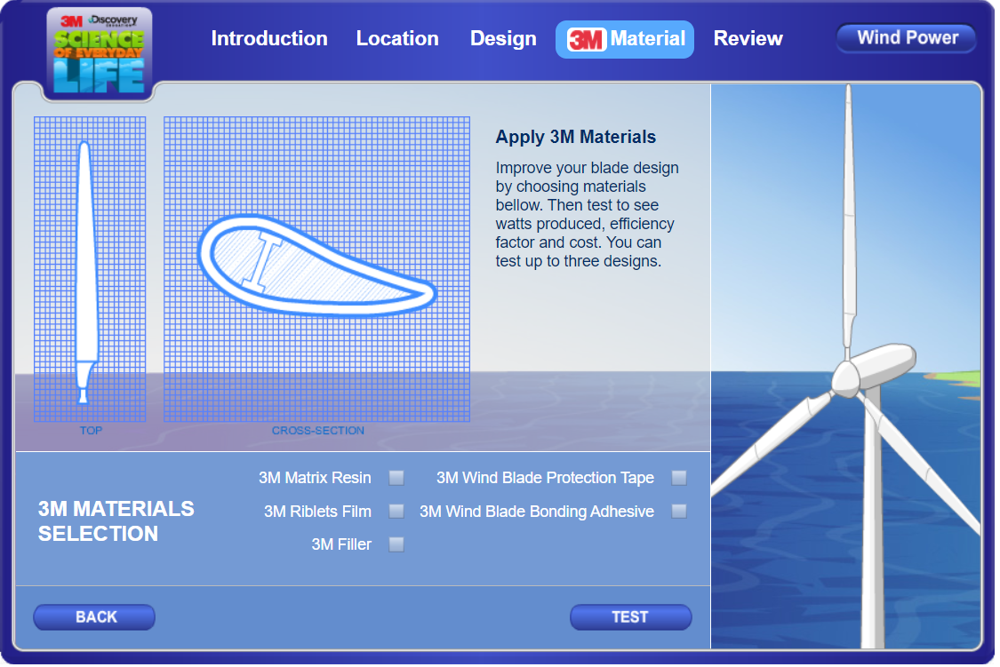 3M Discovery
EDUCATION
SCIENCE
OF EVERYDAY
LIFE
Introduction
Location
Design
3M Material
Review
Wind Power
Apply 3M Materials
Improve your blade design
by choosing materials
bellow. Then test to see
watts produced, efficiency
factor and cost. You can
test up to three designs.
TOP
CROSS-SECTION
3M MATERIALS
SELECTION
3M Matrix Resin
3M Wind Blade Protection Tape
3M Riblets Film
3M Wind Blade Bonding Adhesive
3M Filler
BACK
TEST